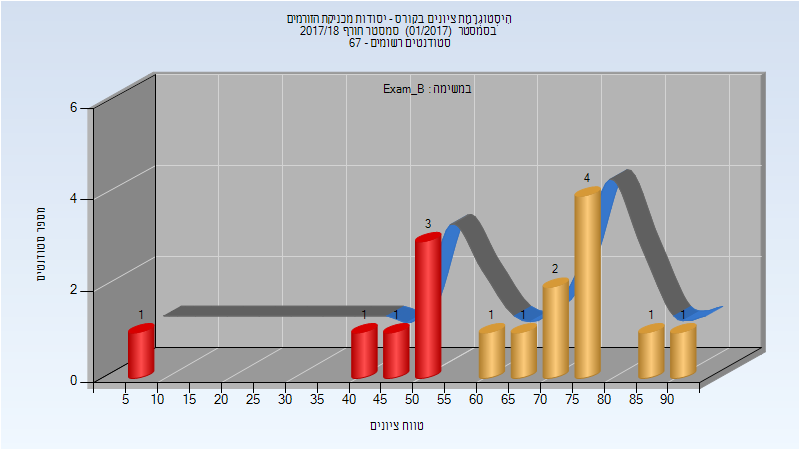 היסטוגרמת ציונים בקורס - יסודות מכניקת הזורמים
בסמסטר (01/2017) סמסטר חורף 2017/18
סטודנטים רשומים - 67
במשימה : Exam_B
מספר סטודנטים
6
4
2
0
1
1
1
3
1
1
2
4
1
1
5 10 15 20 25 30 35 40 45 50 55 60 65 70 75 80 85 90
טווח ציונים